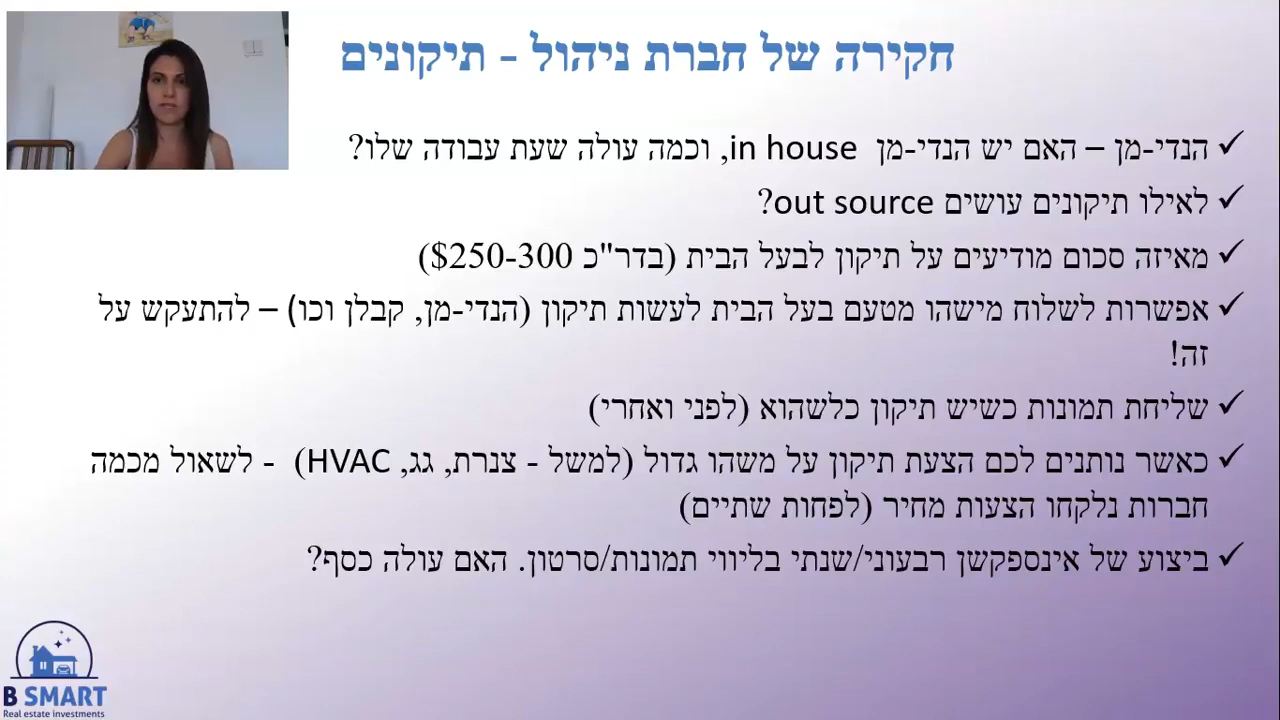 חקירה של חברת ניהול - תיקונים
הנדי-מן – האם יש הנדי-מן in house, וכמה עולה שעת עבודה שלו?
לאילו תיקונים עושים out source?
מאיזה סכום מודיעים על תיקון לבעל הבית (בדר"כ 250-300$)
אפשרות לשלוח מישהו מטעם בעל הבית לעשות תיקון (הנדי-מן, קבלן וכו) – להתעקש על
זה!
שליחת תמונות כשיש תיקון כלשהוא (לפני ואחרי)
כאשר נותנים לכם הצעת תיקון על משהו גדול (למשל - צנרת, גג, HVAC) - לשאול מכמה
חברות נלקחו הצעות מחיר (לפחות שתיים)
ביצוע של אינספקשן רבעוני/שנתי בליווי תמונות/סרטון. האם עולה כסף?
B SMART
Real estate investments